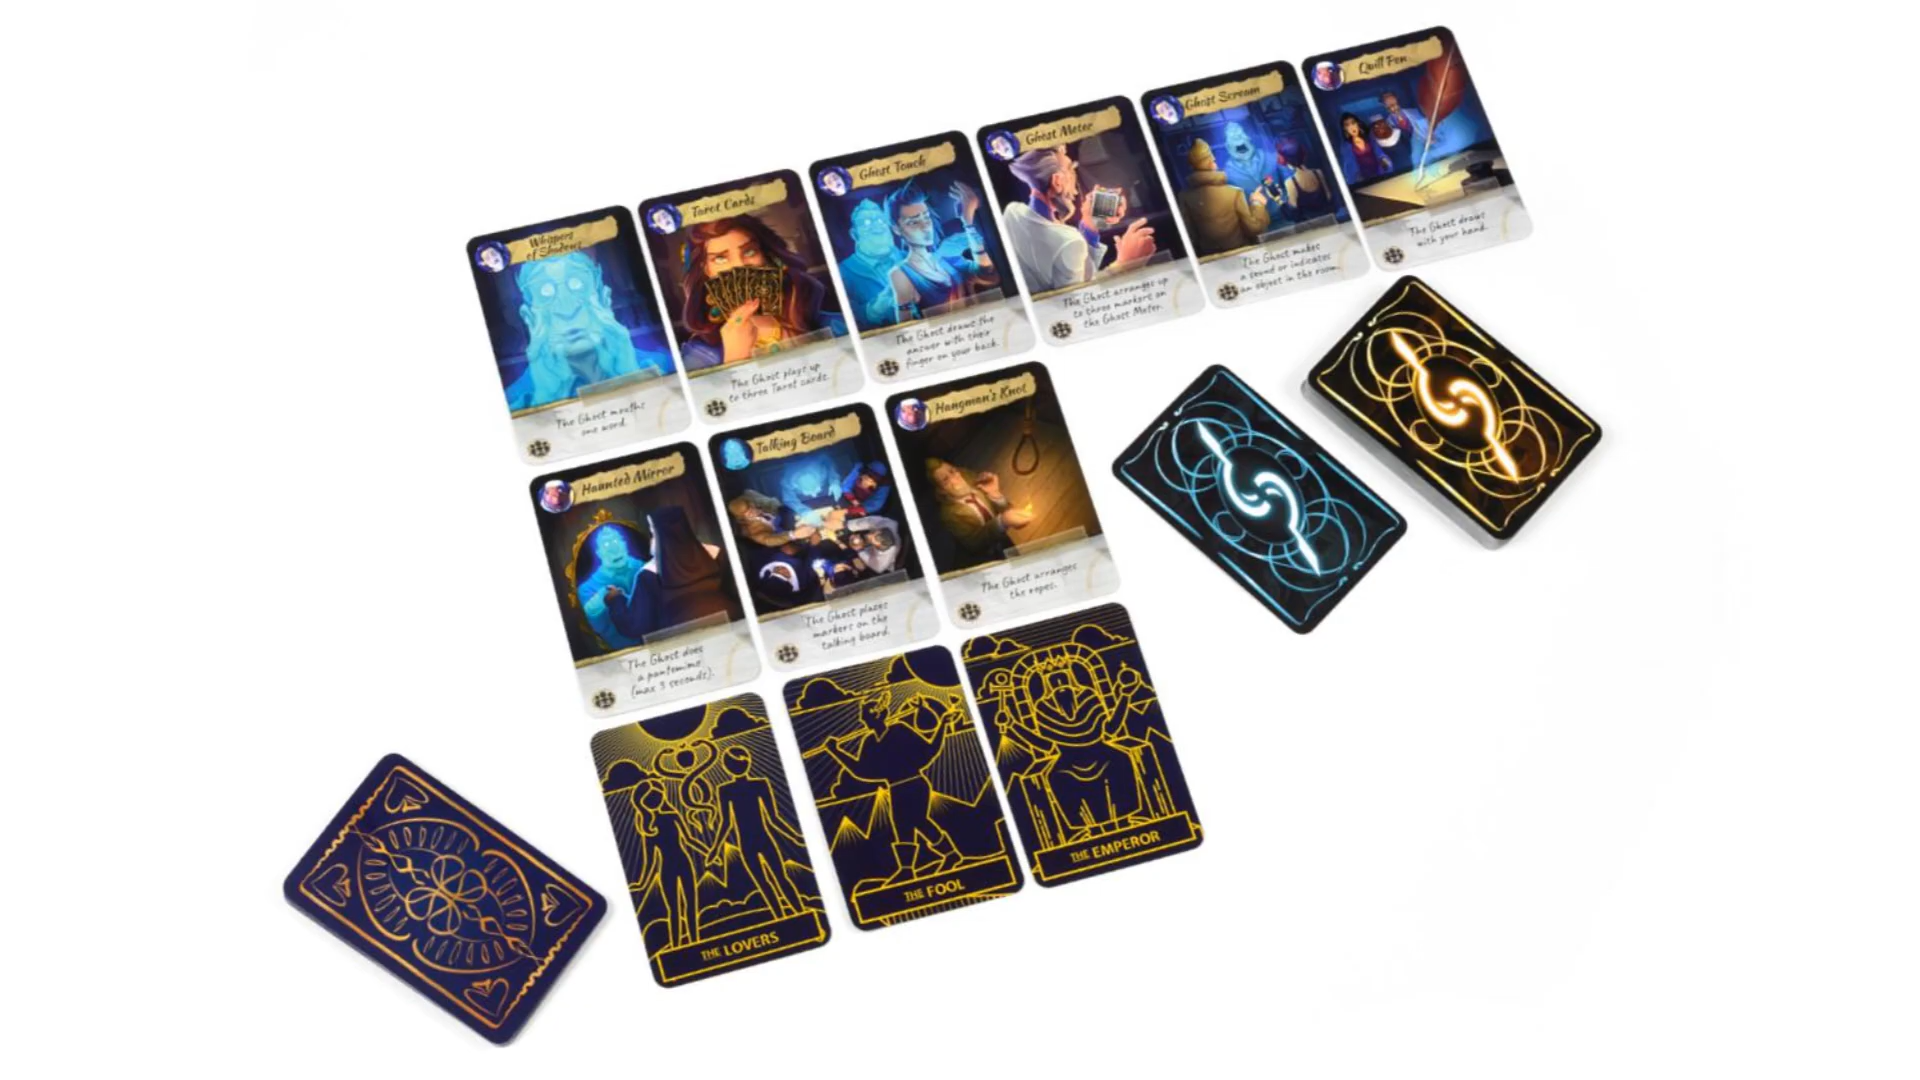 Whispers
of Shadows
The Ghost mouths
one word.
Tarot Cards
The Ghost plays up
to three Tarot cards.
Ghost Touch
The Ghost draws the
answer with their
finger on your back.
Ghost Meter
The Ghost arranges up
to three markers on
the Ghost Meter.
Ghost Scream
The Ghost makes
a sound or indicates
an object in the room.
Quill Pen
The Ghost draws
with your hand.
Haunted Mirror
The Ghost does
a pantomime
(max 3 seconds).
Talking Board
The Ghost places
markers on the
talking board.
Hangman's Knot
The Ghost arranges
the ropes.
THE LOVERS
THE FOOL
THE EMPEROR